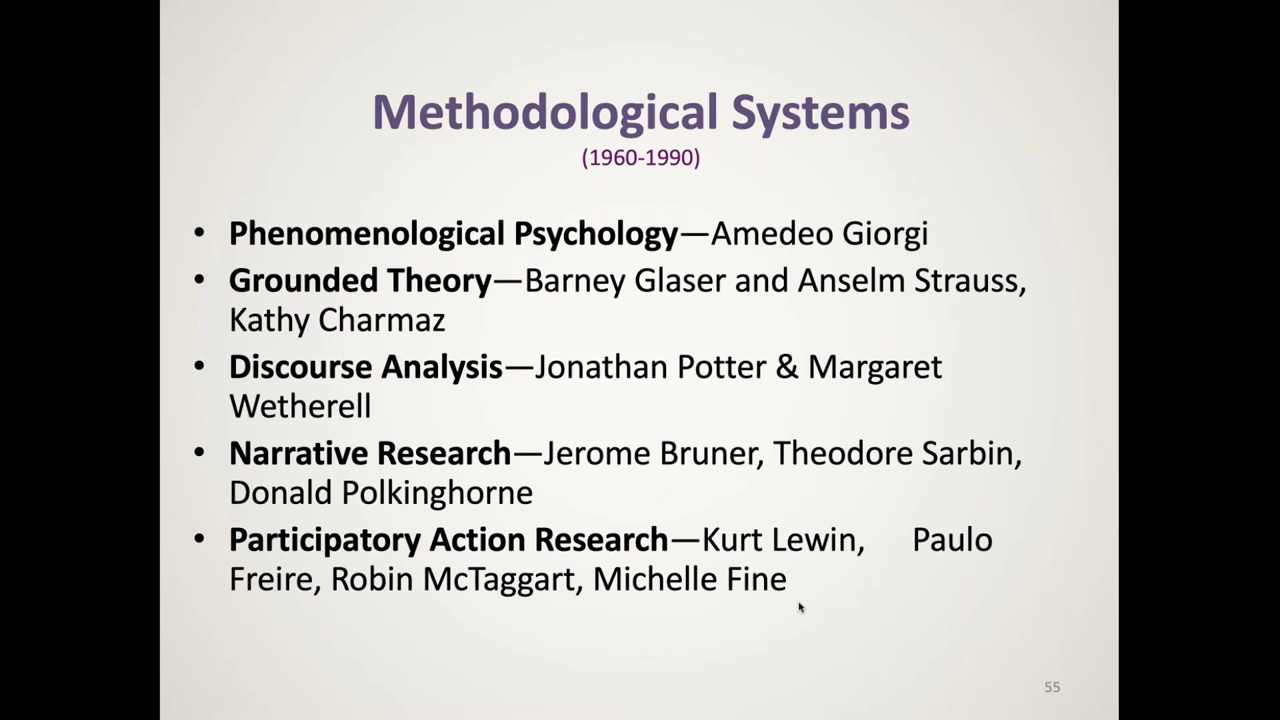 Methodological Systems
(1960-1990)
• Phenomenological Psychology—Amedeo Giorgi
• Grounded Theory—Barney Glaser and Anselm Strauss,
Kathy Charmaz
• Discourse Analysis—Jonathan Potter & Margaret
Wetherell
• Narrative Research—Jerome Bruner, Theodore Sarbin,
Donald Polkinghorne
• Participatory Action Research—Kurt Lewin, Paulo
Freire, Robin McTaggart, Michelle Fine
55